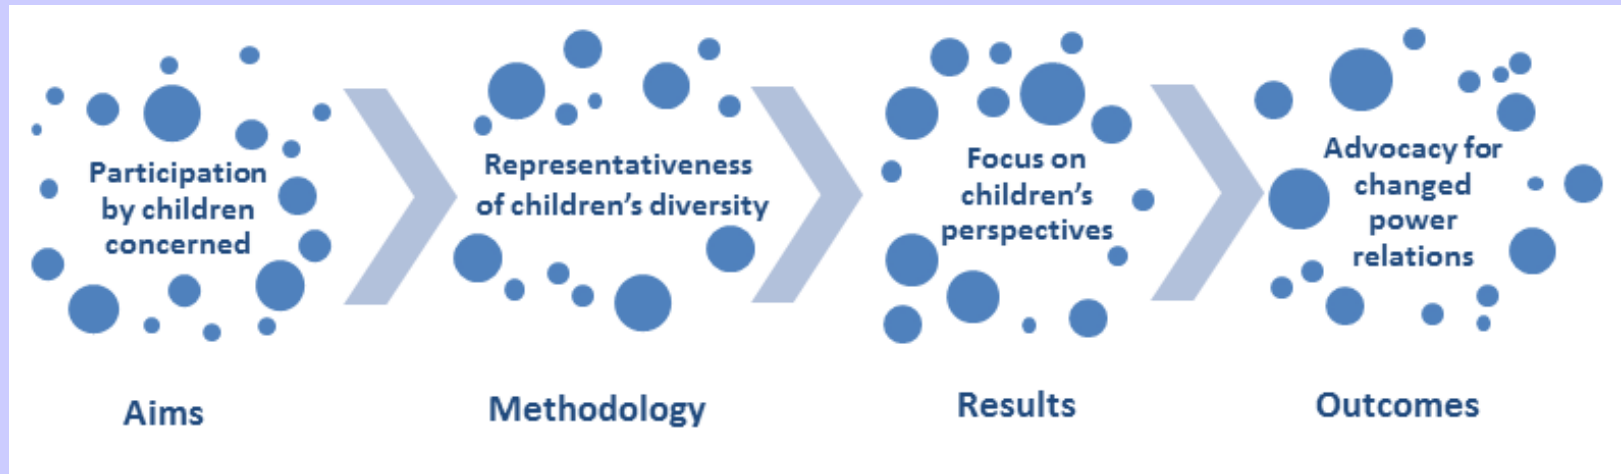 Participation
by children
concerned
Representativeness
of children's diversity
Focus on
children's
perspectives
Advocacy for
changed
power
relations
Aims
Methodology
Results
Outcomes